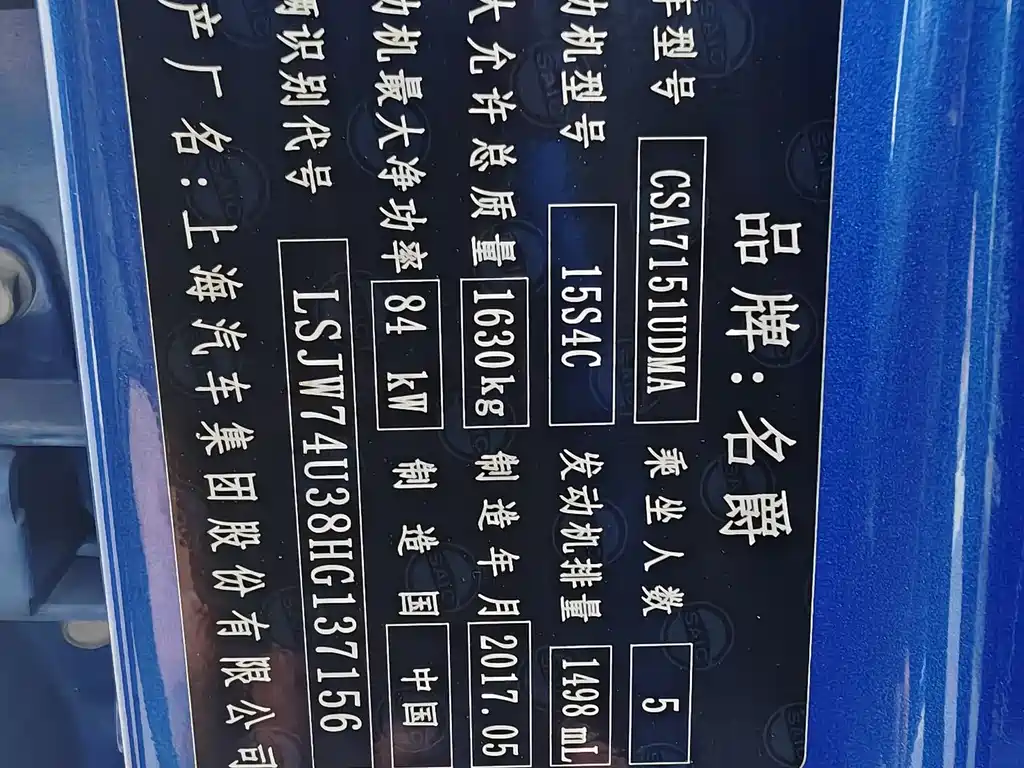 品牌:名爵
车型号 CSA7151UDMA 乘坐人数 5
动机型号 15S4C 发动机排量 1498 mL
大允许总质量 1630kg 制造年月 2017.05
功机最大净功率 84 kW 制造国 中国
辆识别代号 LSJW74U38HG137156
产厂名:上海汽车集团股份有限公司